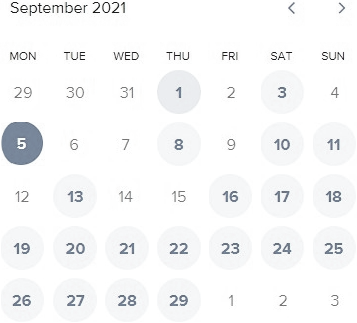 September 2021
MON TUE WED THU FRI SAT SUN
29 30 31 1 2 3 4
5 6 7 8 9 10 11
12 13 14 15 16 17 18
19 20 21 22 23 24 25
26 27 28 29 1 2 3